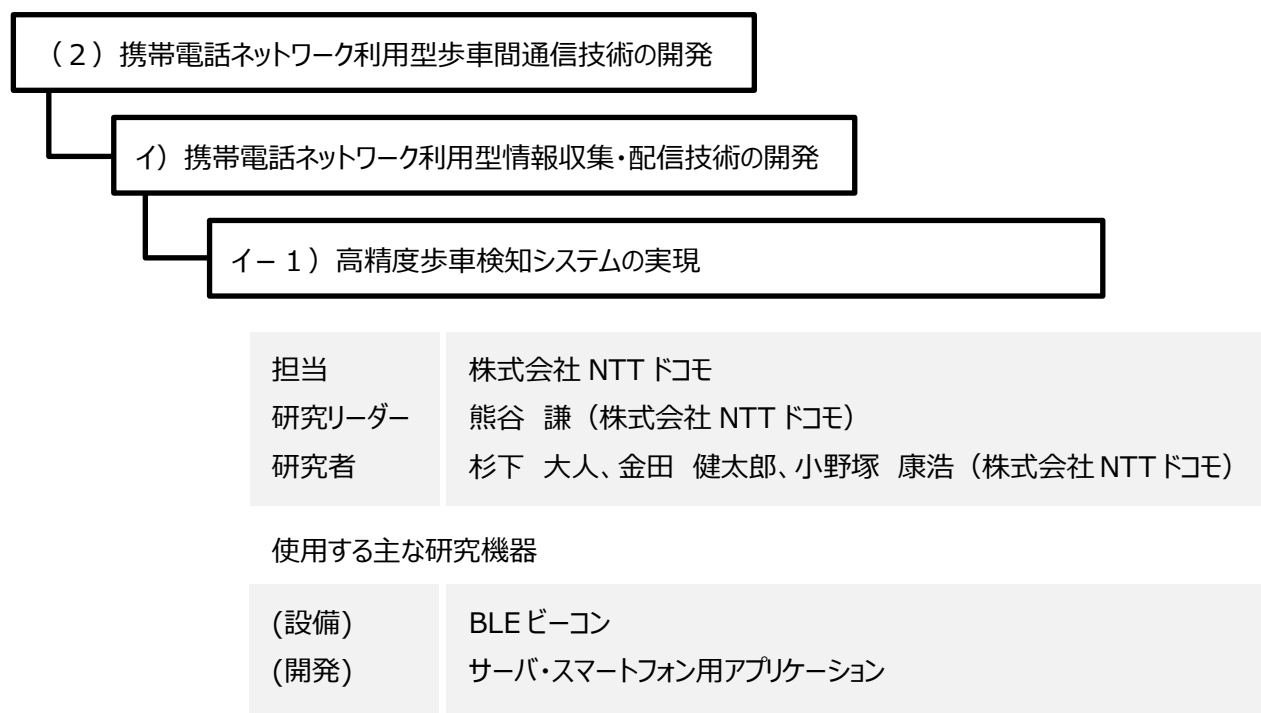 （２）携帯電話ネットワーク利用型歩車間通信技術の開発
イ）携帯電話ネットワーク利用型情報収集・配信技術の開発
イ－１）高精度歩車検知システムの実現
担当 株式会社 NTT ドコモ
研究リーダー 熊谷　謙（株式会社 NTT ドコモ）
研究者 杉下　大人、金田　健太郎、小野塚　康浩（株式会社 NTT ドコモ）
使用する主な研究機器
(設備) BLE ビーコン
(開発) サーバ・スマートフォン用アプリケーション